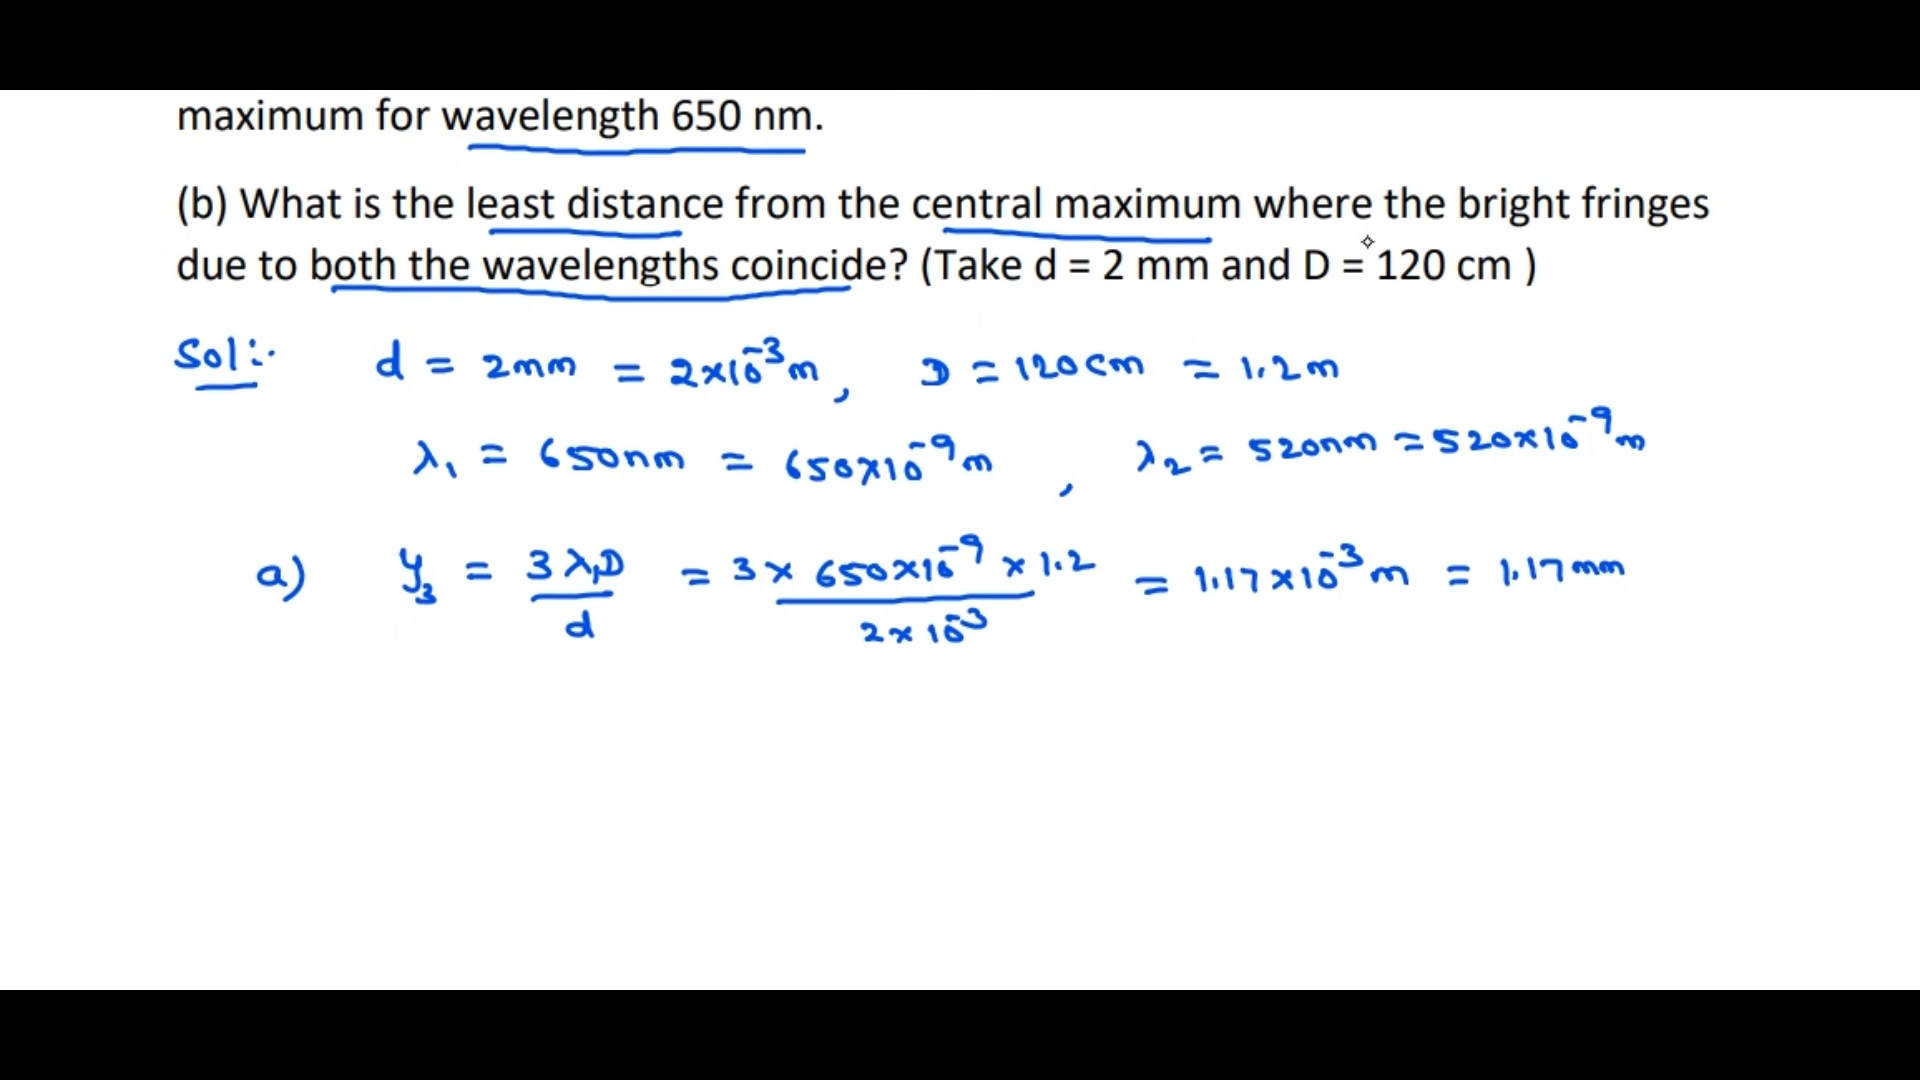 maximum for wavelength 650 nm.
(b) What is the least distance from the central maximum where the bright fringes
due to both the wavelengths coincide? (Take d = 2 mm and D = 120 cm )
Sol:. d = 2mm = 2×10⁻³m, D = 120cm = 1.2m
λ₁ = 650nm = 650×10⁻⁹m , λ₂ = 520nm = 520×10⁻⁹m
a) y₃ = 3λ₁D/d = 3 × 650×10⁻⁹ × 1.2 / 2×10⁻³ = 1.17×10⁻³m = 1.17mm